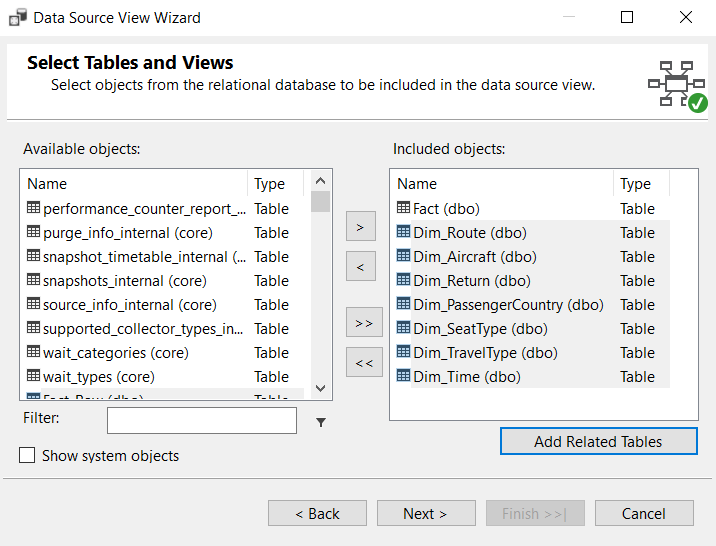 Data Source View Wizard
Select Tables and Views
Select objects from the relational database to be included in the data source view.
Available objects:
Name Type
performance_counter_report_... Table
purge_info_internal (core) Table
snapshot_timetable_internal (... Table
snapshots_internal (core) Table
source_info_internal (core) Table
supported_collector_types_in... Table
wait_categories (core) Table
wait_types (core) Table
Fact_Raw (dbo) Table
>
<
>>
<<
Included objects:
Name Type
Fact (dbo) Table
Dim_Route (dbo) Table
Dim_Aircraft (dbo) Table
Dim_Return (dbo) Table
Dim_PassengerCountry (dbo) Table
Dim_SeatType (dbo) Table
Dim_TravelType (dbo) Table
Dim_Time (dbo) Table
Filter:
Add Related Tables
Show system objects
< Back
Next >
Finish >>|
Cancel